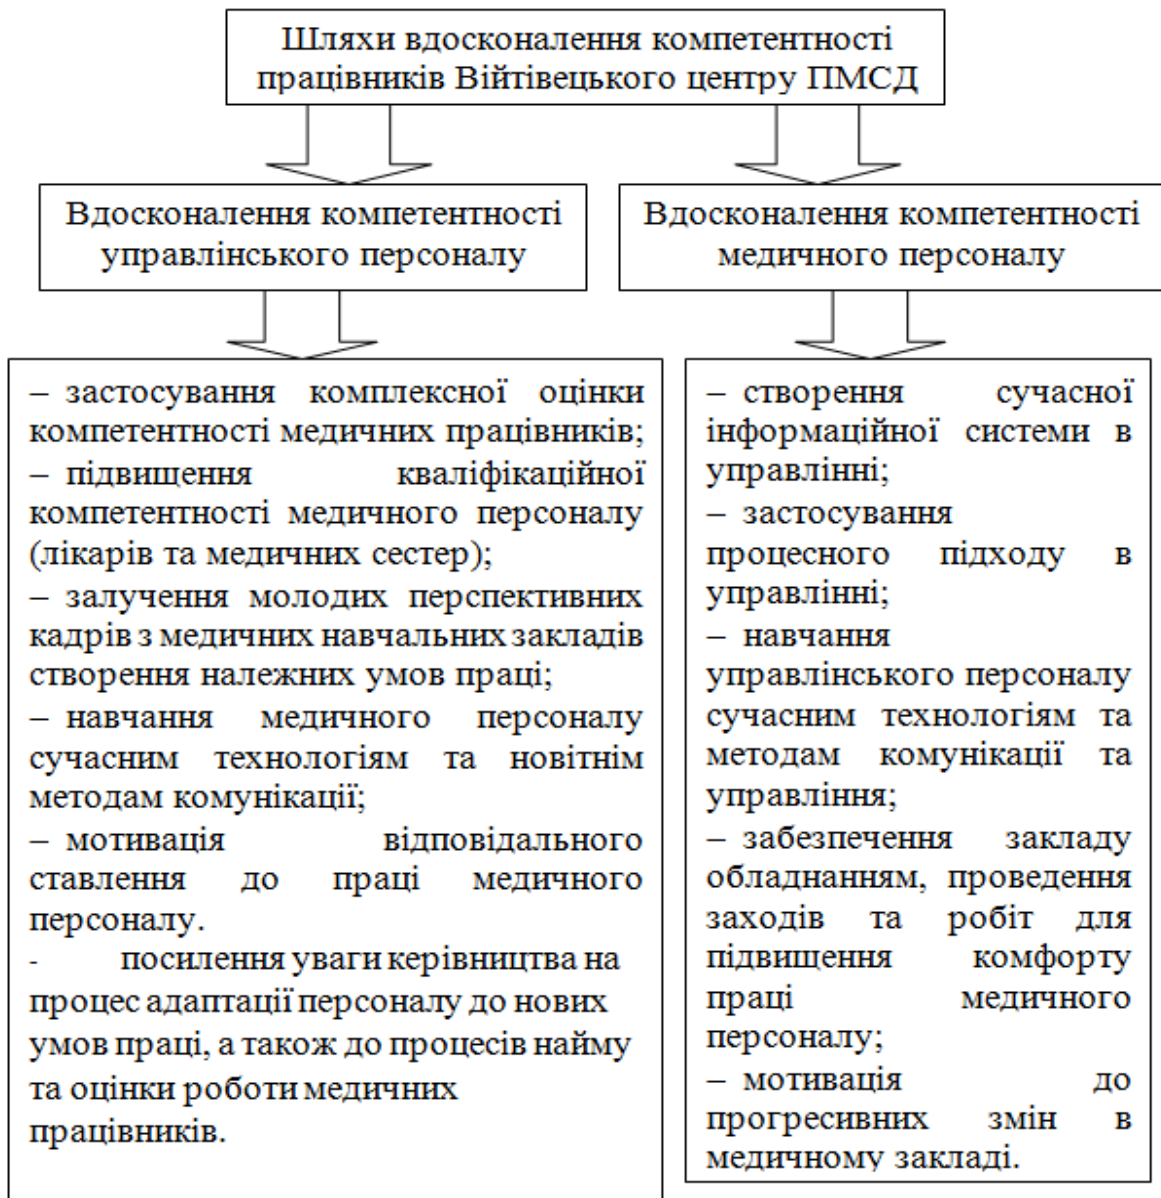 Шляхи вдосконалення компетентності
працівників Війтівецького центру ПМСД
Вдосконалення компетентності
управлінського персоналу
Вдосконалення компетентності
медичного персоналу
– застосування комплексної оцінки
компетентності медичних працівників;
– підвищення кваліфікаційної
компетентності медичного персоналу
(лікарів та медичних сестер);
– залучення молодих перспективних
кадрів з медичних навчальних закладів
створення належних умов праці;
– навчання медичного персоналу
сучасним технологіям та новітнім
методам комунікації;
– мотивація відповідального
ставлення до праці медичного
персоналу.
- посилення уваги керівництва на
процес адаптації персоналу до нових
умов праці, а також до процесів найму
та оцінки роботи медичних
працівників.
– створення сучасної
інформаційної системи в
управлінні;
– застосування
процесного підходу в
управлінні;
– навчання
управлінського персоналу
сучасним технологіям та
методам комунікації та
управління;
– забезпечення закладу
обладнанням, проведення
заходів та робіт для
підвищення комфорту
праці медичного
персоналу;
– мотивація до
прогресивних змін в
медичному закладі.